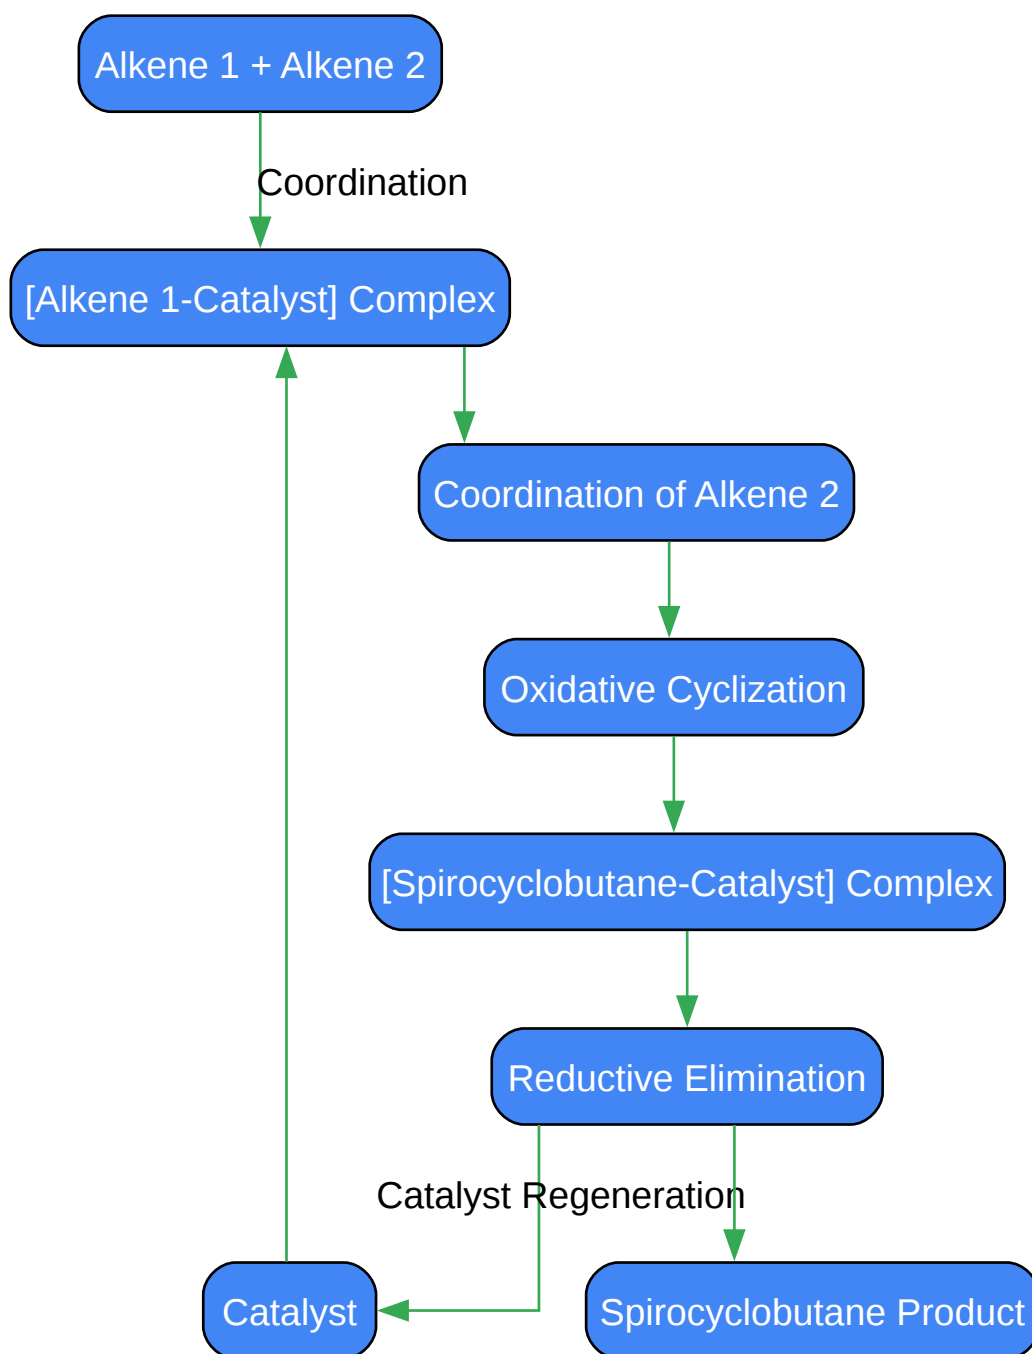 Alkene 1 + Alkene 2
Coordination
[Alkene 1-Catalyst] Complex
Coordination of Alkene 2
Oxidative Cyclization
[Spirocyclobutane-Catalyst] Complex
Reductive Elimination
Catalyst Regeneration
Catalyst
Spirocyclobutane Product